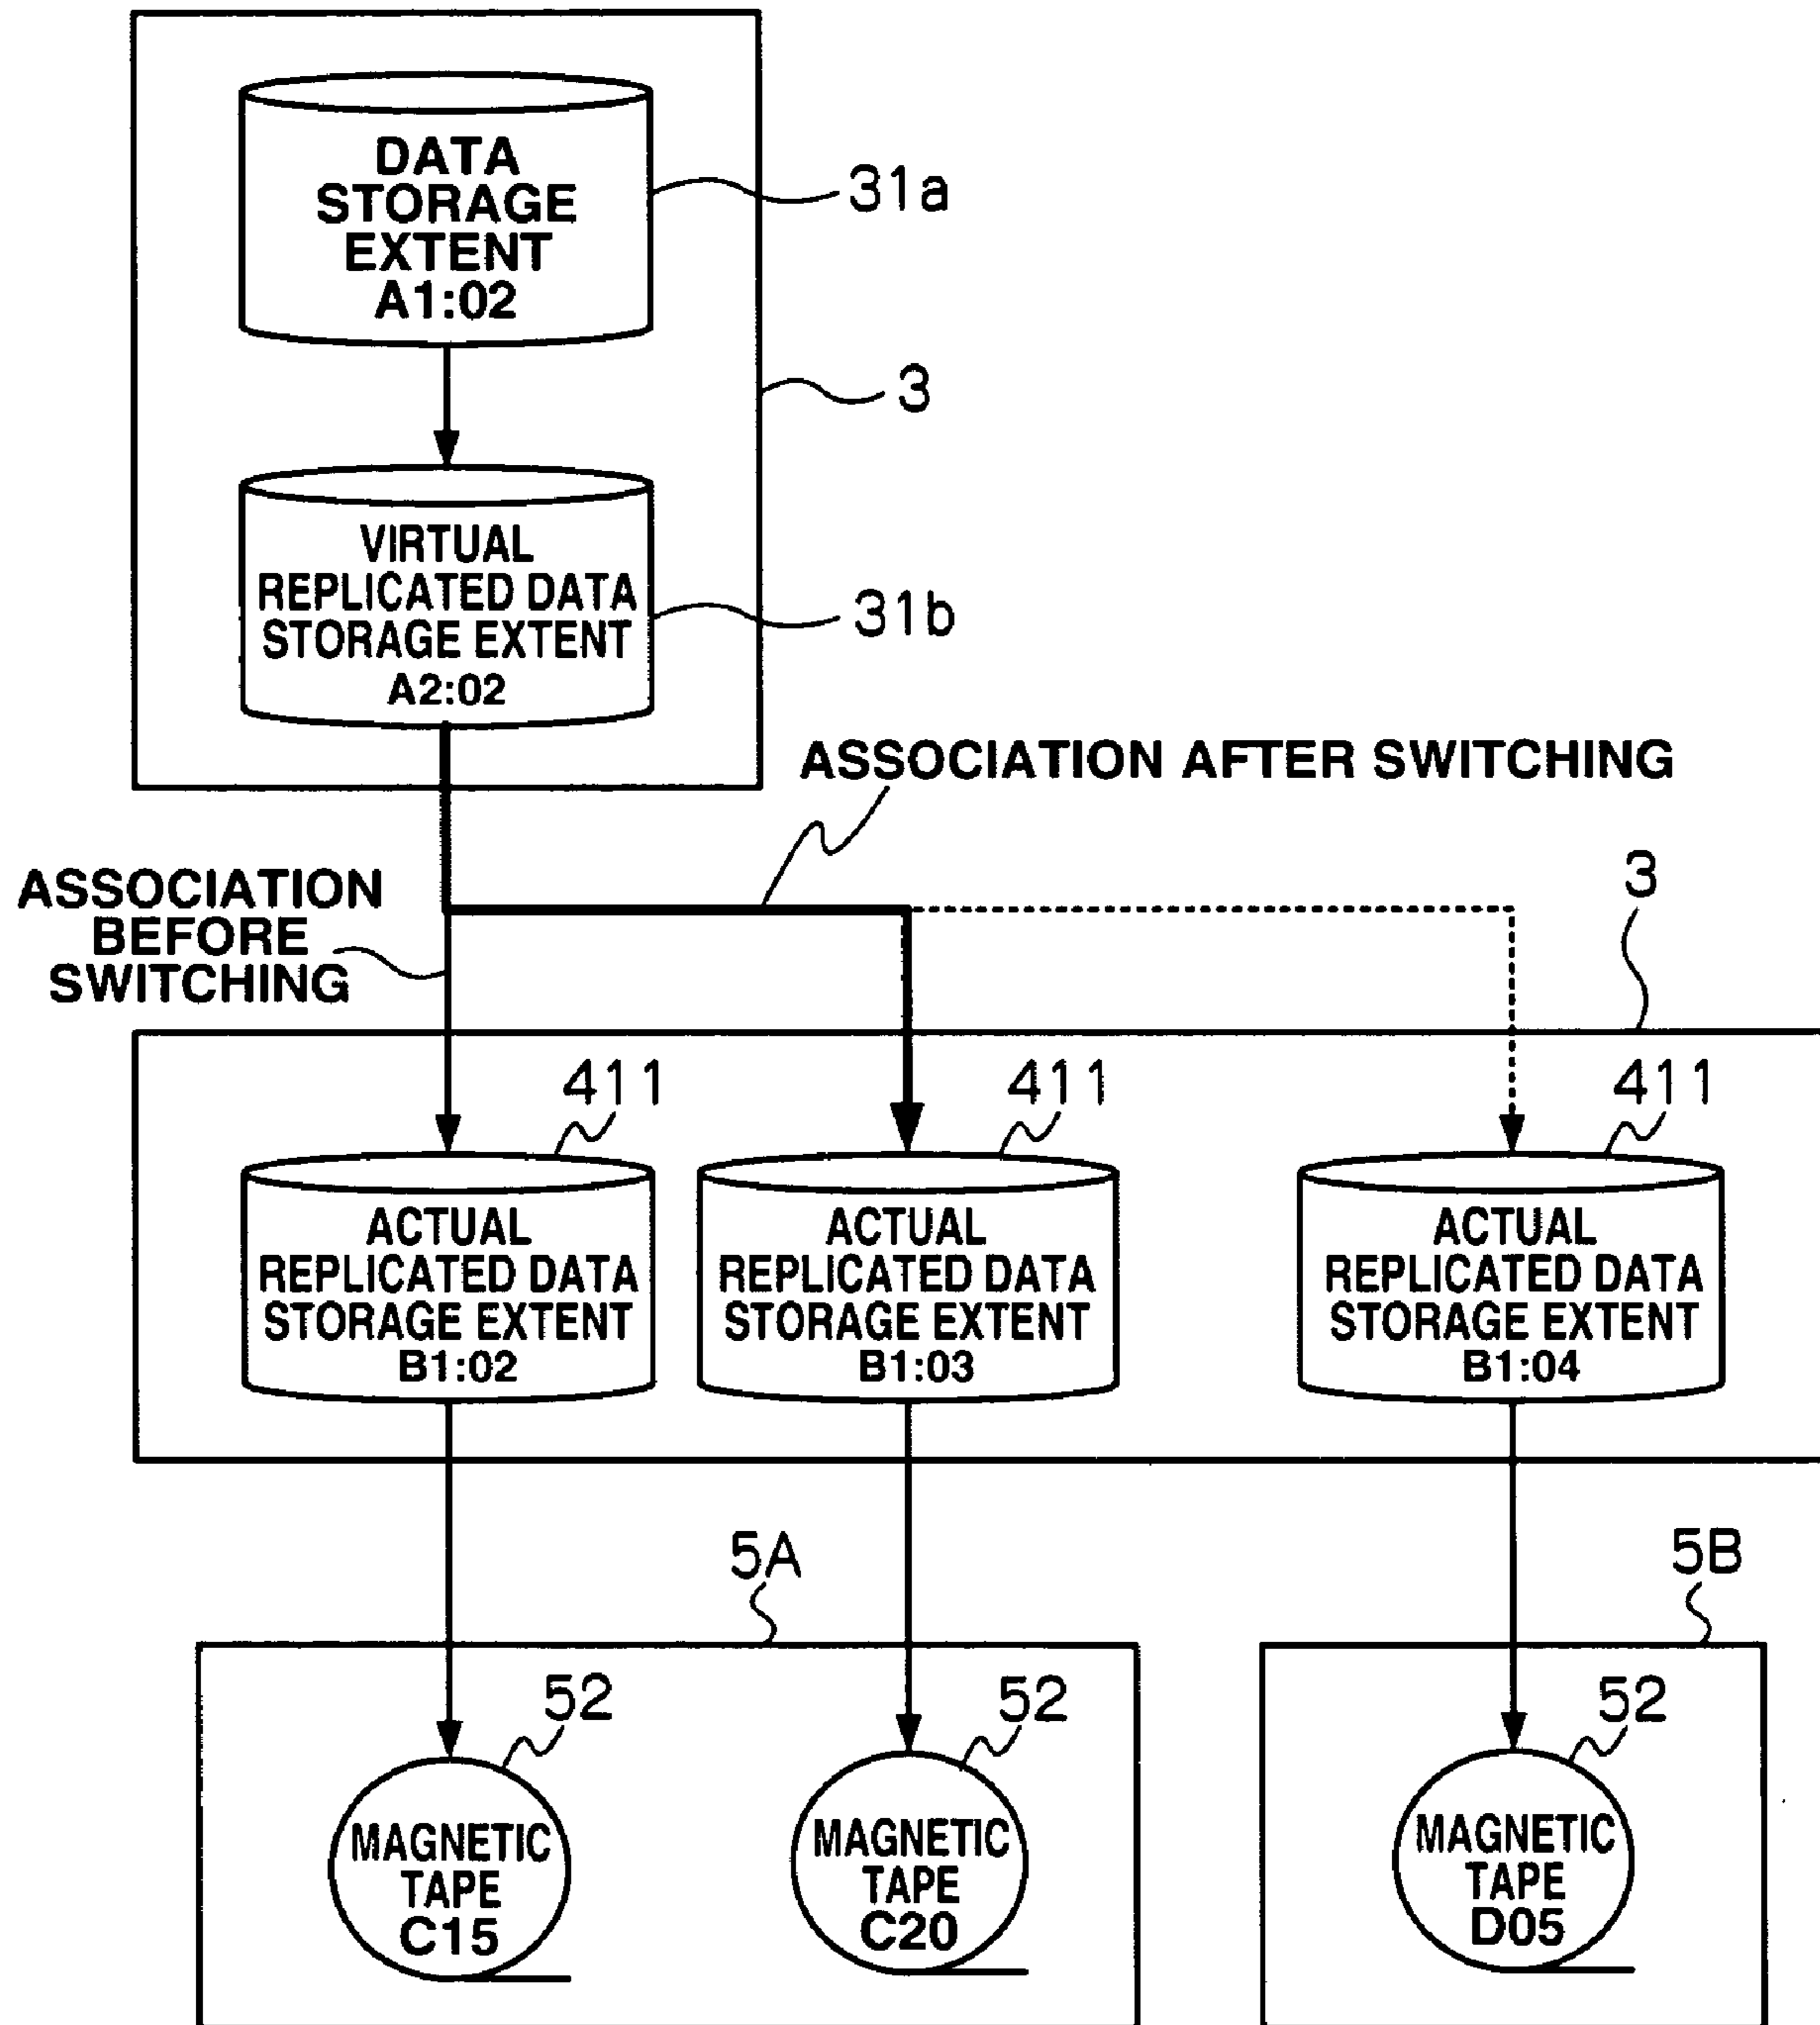 DATA
STORAGE
EXTENT
A1:02
31a
3
VIRTUAL
REPLICATED DATA
STORAGE EXTENT
A2:02
31b
ASSOCIATION AFTER SWITCHING
ASSOCIATION
BEFORE
SWITCHING
3
411
411
411
ACTUAL
REPLICATED DATA
STORAGE EXTENT
B1:02
ACTUAL
REPLICATED DATA
STORAGE EXTENT
B1:03
ACTUAL
REPLICATED DATA
STORAGE EXTENT
B1:04
5A
5B
52
52
52
MAGNETIC
TAPE
C15
MAGNETIC
TAPE
C20
MAGNETIC
TAPE
D05